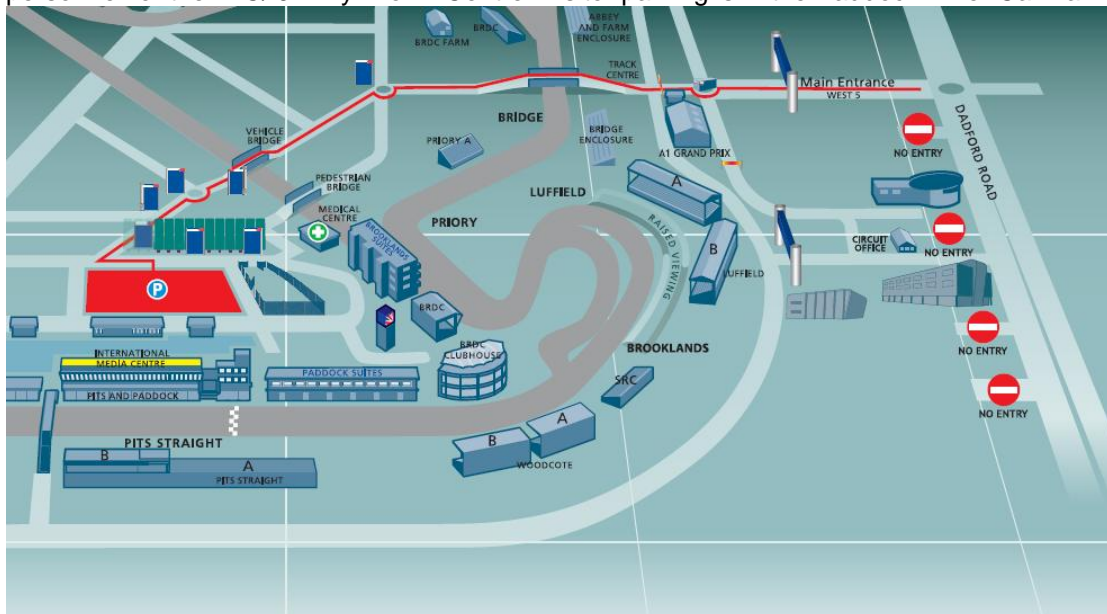 ABBEY
AND FARM
ENCLOSURE
BRDC
BRDC FARM
TRACK
CENTRE
Main Entrance
WEST 5
BRIDGE
VEHICLE
BRIDGE
PRIORY A
BRIDGE
ENCLOSURE
A1 GRAND PRIX
NO ENTRY
DADFORD ROAD
PEDESTRIAN
BRIDGE
LUFFIELD
A
MEDICAL
CENTRE
BROOKLANDS
SUITES
PRIORY
RAISED VIEWING
B
LUFFIELD
CIRCUIT
OFFICE
NO ENTRY
P
BRDC
BRDC
CLUBHOUSE
BROOKLANDS
NO ENTRY
INTERNATIONAL
MEDIA CENTRE
PADDOCK SUITES
SRC
PITS AND PADDOCK
NO ENTRY
A
B
WOODCOTE
PITS STRAIGHT
B
A
PITS STRAIGHT